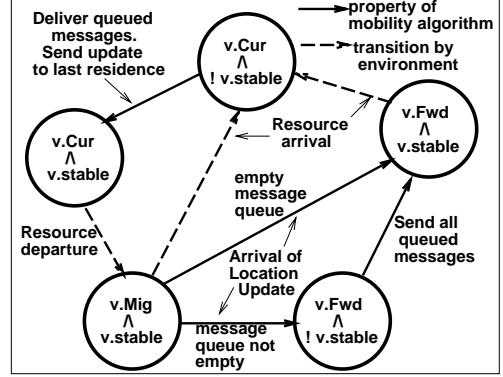 Deliver queued
messages.
Send update
to last residence
property of
mobility algorithm
transition by
environment
v.Cur
∧
! v.stable
v.Cur
∧
v.stable
Resource
arrival
v.Fwd
∧
v.stable
empty
message
queue
Resource
departure
Send all
queued
messages
Arrival of
Location
Update
v.Mig
∧
v.stable
v.Fwd
∧
! v.stable
message
queue not
empty